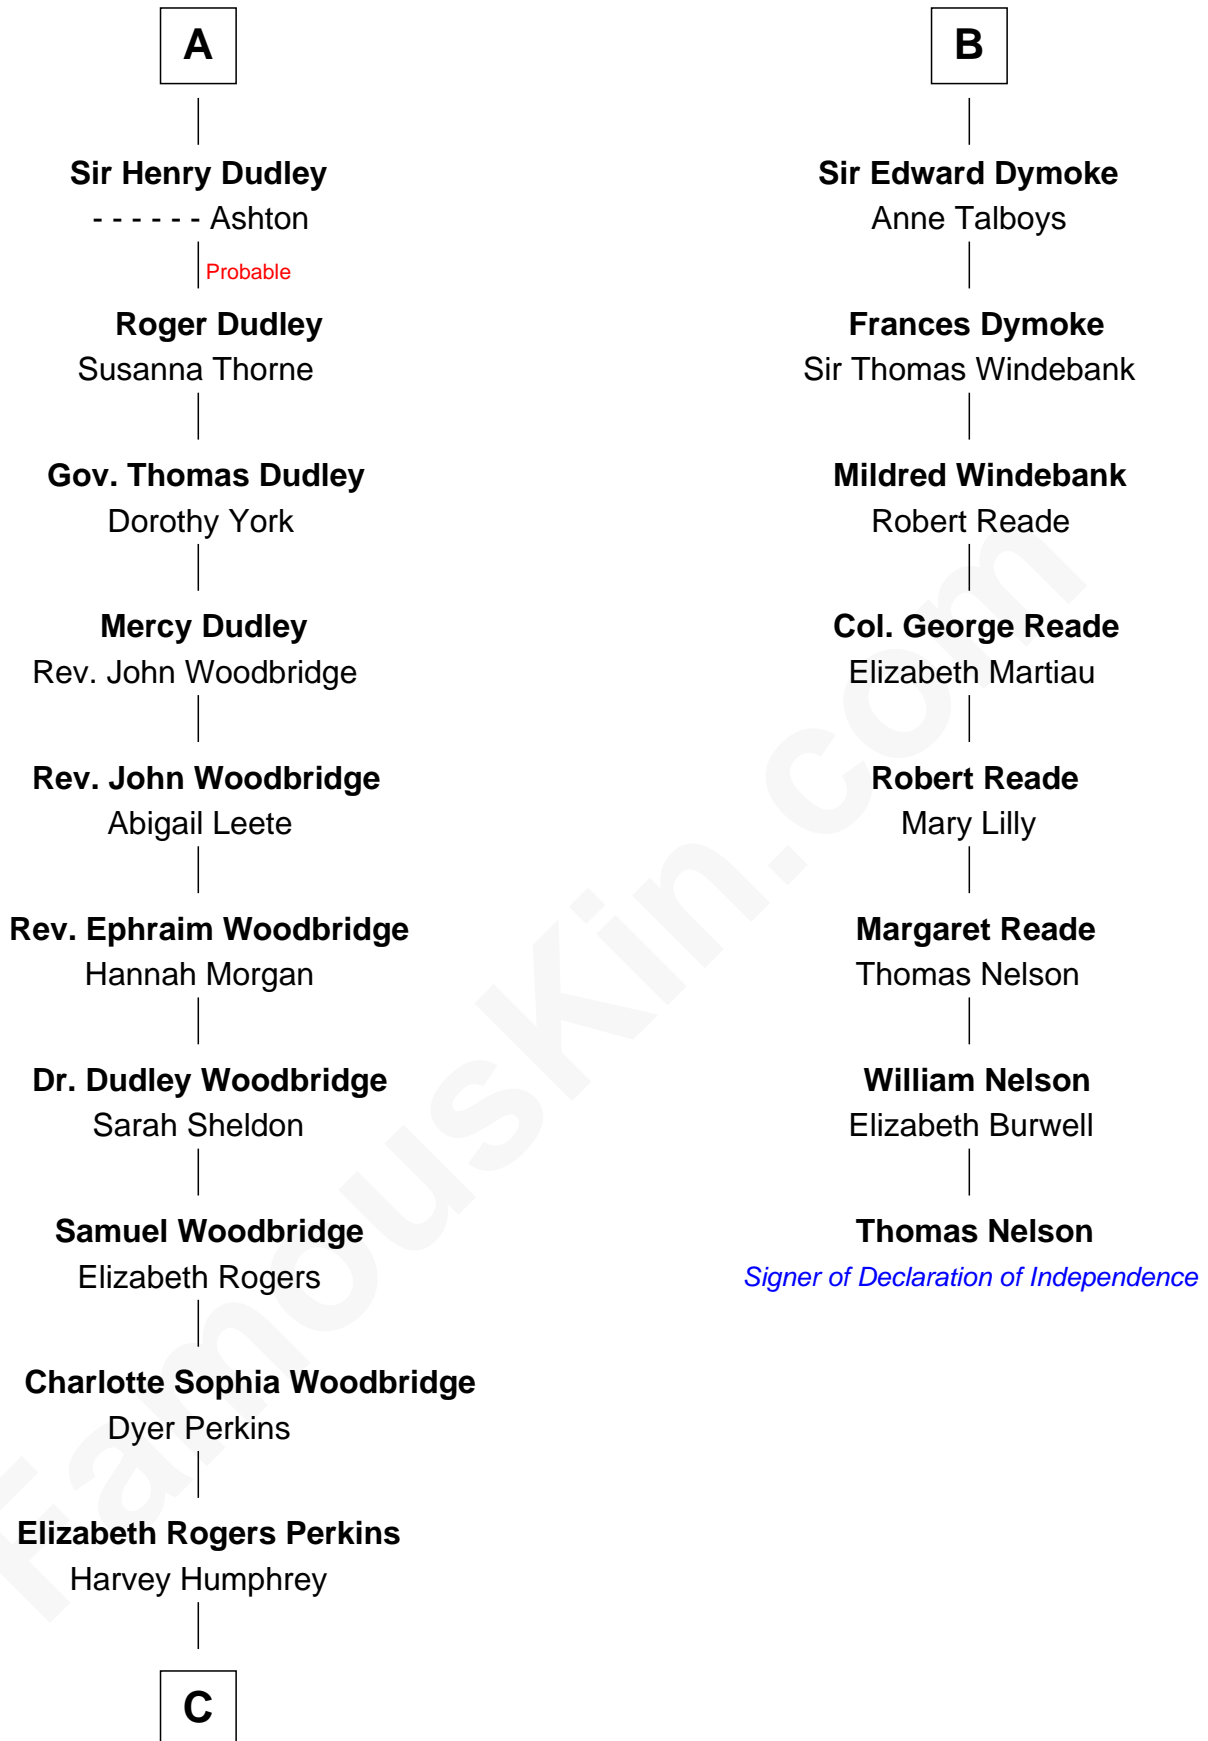 A
Sir Henry Dudley
- - - - - - Ashton
Probable
Roger Dudley
Susanna Thorne
Gov. Thomas Dudley
Dorothy York
Mercy Dudley
Rev. John Woodbridge
Rev. John Woodbridge
Abigail Leete
Rev. Ephraim Woodbridge
Hannah Morgan
Dr. Dudley Woodbridge
Sarah Sheldon
Samuel Woodbridge
Elizabeth Rogers
Charlotte Sophia Woodbridge
Dyer Perkins
Elizabeth Rogers Perkins
Harvey Humphrey
C
B
Sir Edward Dymoke
Anne Talboys
Frances Dymoke
Sir Thomas Windebank
Mildred Windebank
Robert Reade
Col. George Reade
Elizabeth Martiau
Robert Reade
Mary Lilly
Margaret Reade
Thomas Nelson
William Nelson
Elizabeth Burwell
Thomas Nelson
Signer of Declaration of Independence
FamousKin.com